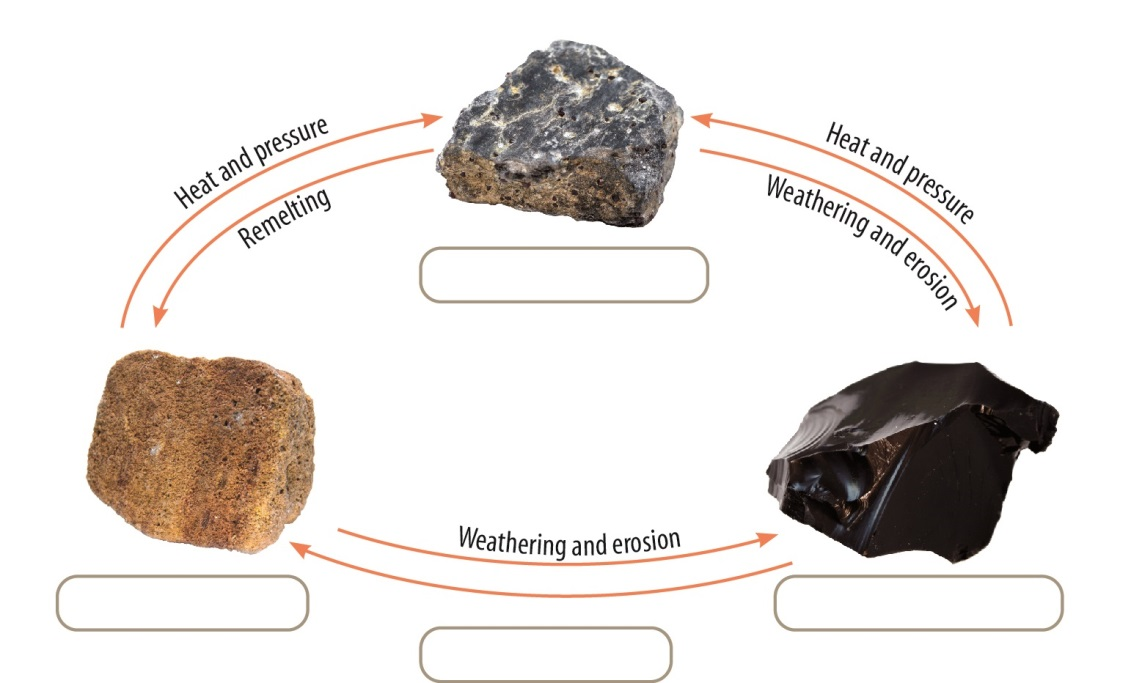 Heat and pressure
Remelting
Heat and pressure
Weathering and erosion
Weathering and erosion